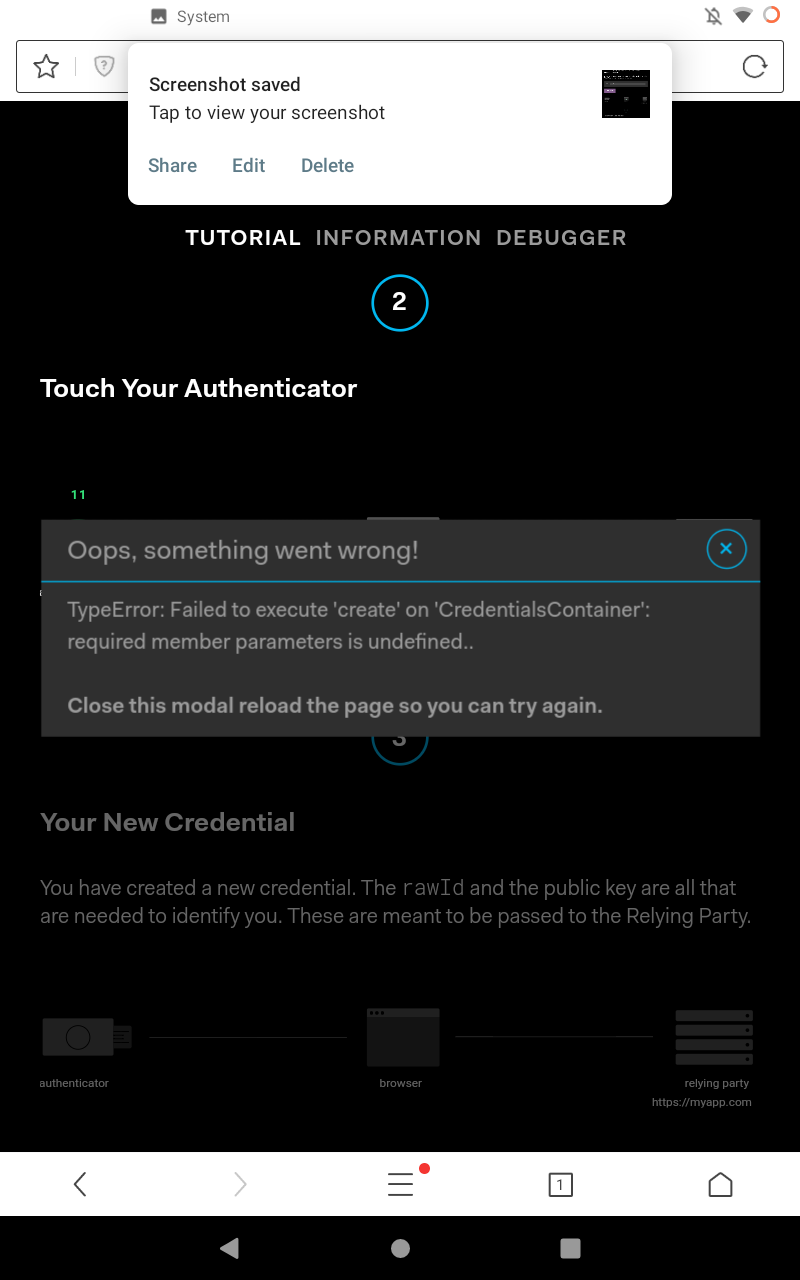 System
Screenshot saved
Tap to view your screenshot
Share Edit Delete
TUTORIAL INFORMATION DEBUGGER
2
Touch Your Authenticator
11
Oops, something went wrong!
TypeError: Failed to execute 'create' on 'CredentialsContainer':
required member parameters is undefined..
Close this modal reload the page so you can try again.
3
Your New Credential
You have created a new credential. The rawId and the public key are all that
are needed to identify you. These are meant to be passed to the Relying Party.
authenticator browser relying party
https://myapp.com
1